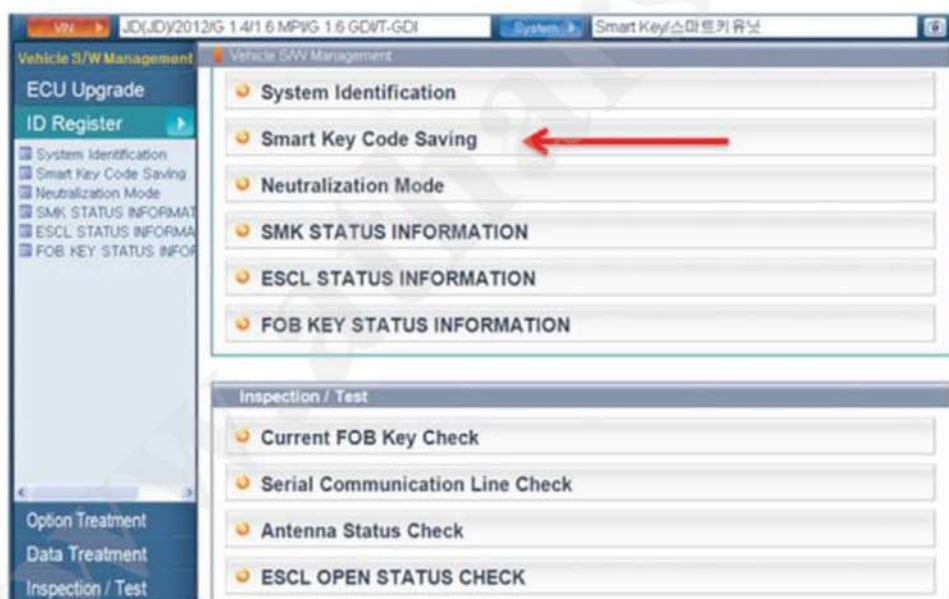 VIN JD(JD)/2012/G 1.4/1.6 MPI/G 1.6 GDI/T-GDI System Smart Key/스마트키유닛
Vehicle S/W Management
ECU Upgrade
ID Register
System Identification
Smart Key Code Saving
Neutralization Mode
SMK STATUS INFORMAT
ESCL STATUS INFORMA
FOB KEY STATUS INFOR
Option Treatment
Data Treatment
Inspection / Test
Vehicle S/W Management
System Identification
Smart Key Code Saving
Neutralization Mode
SMK STATUS INFORMATION
ESCL STATUS INFORMATION
FOB KEY STATUS INFORMATION
Inspection / Test
Current FOB Key Check
Serial Communication Line Check
Antenna Status Check
ESCL OPEN STATUS CHECK